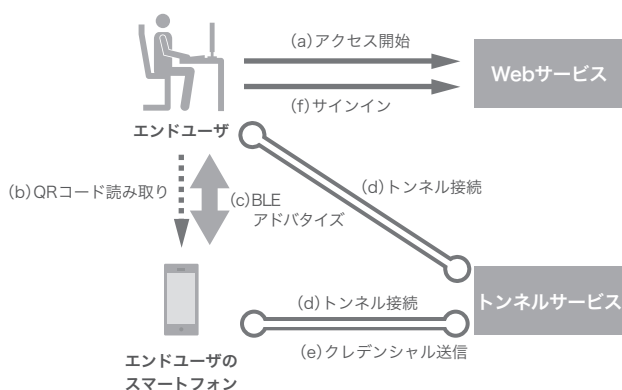 (a)アクセス開始
Webサービス
(f)サインイン
エンドユーザ
(b)QRコード読み取り
(c)BLE
アドバタイズ
(d)トンネル接続
(d)トンネル接続
トンネルサービス
(e)クレデンシャル送信
エンドユーザの
スマートフォン